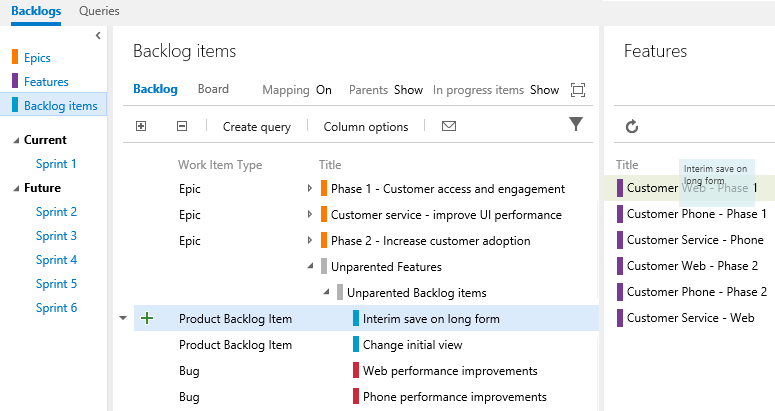 Backlogs Queries
Epics
Features
Backlog items
Current
Sprint 1
Future
Sprint 2
Sprint 3
Sprint 4
Sprint 5
Sprint 6
Backlog items
Backlog Board Mapping On Parents Show In progress items Show
Create query Column options
Work Item Type Title
Epic Phase 1 - Customer access and engagement
Epic Customer service - improve UI performance
Epic Phase 2 - Increase customer adoption
Unparented Features
Unparented Backlog items
Product Backlog Item Interim save on long form
Product Backlog Item Change initial view
Bug Web performance improvements
Bug Phone performance improvements
Features
Title
Interim save on
long form
Customer Web - Phase 1
Customer Phone - Phase 1
Customer Service - Phone
Customer Web - Phase 2
Customer Phone - Phase 2
Customer Service - Web